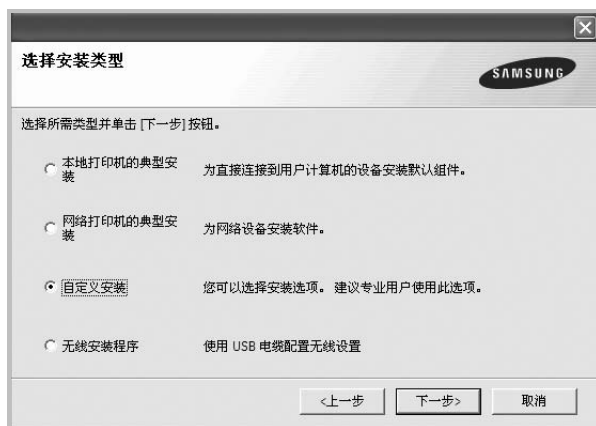 选择安装类型
SAMSUNG
选择所需类型并单击 [下一步] 按钮。
本地打印机的典型安
装
为直接连接到用户计算机的设备安装默认组件。
网络打印机的典型安
装
为网络设备安装软件。
自定义安装
您可以选择安装选项。 建议专业用户使用此选项。
无线安装程序
使用 USB 电缆配置无线设置
<上一步
下一步>
取消